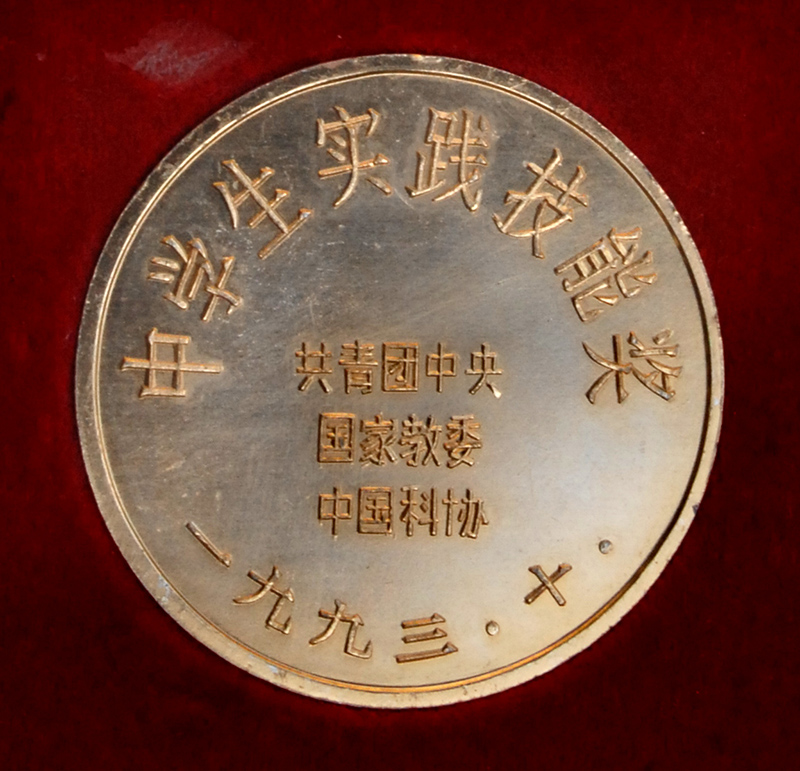 中学生实践技能奖
共青团中央
国家教委
中国科协
一九九三·十·